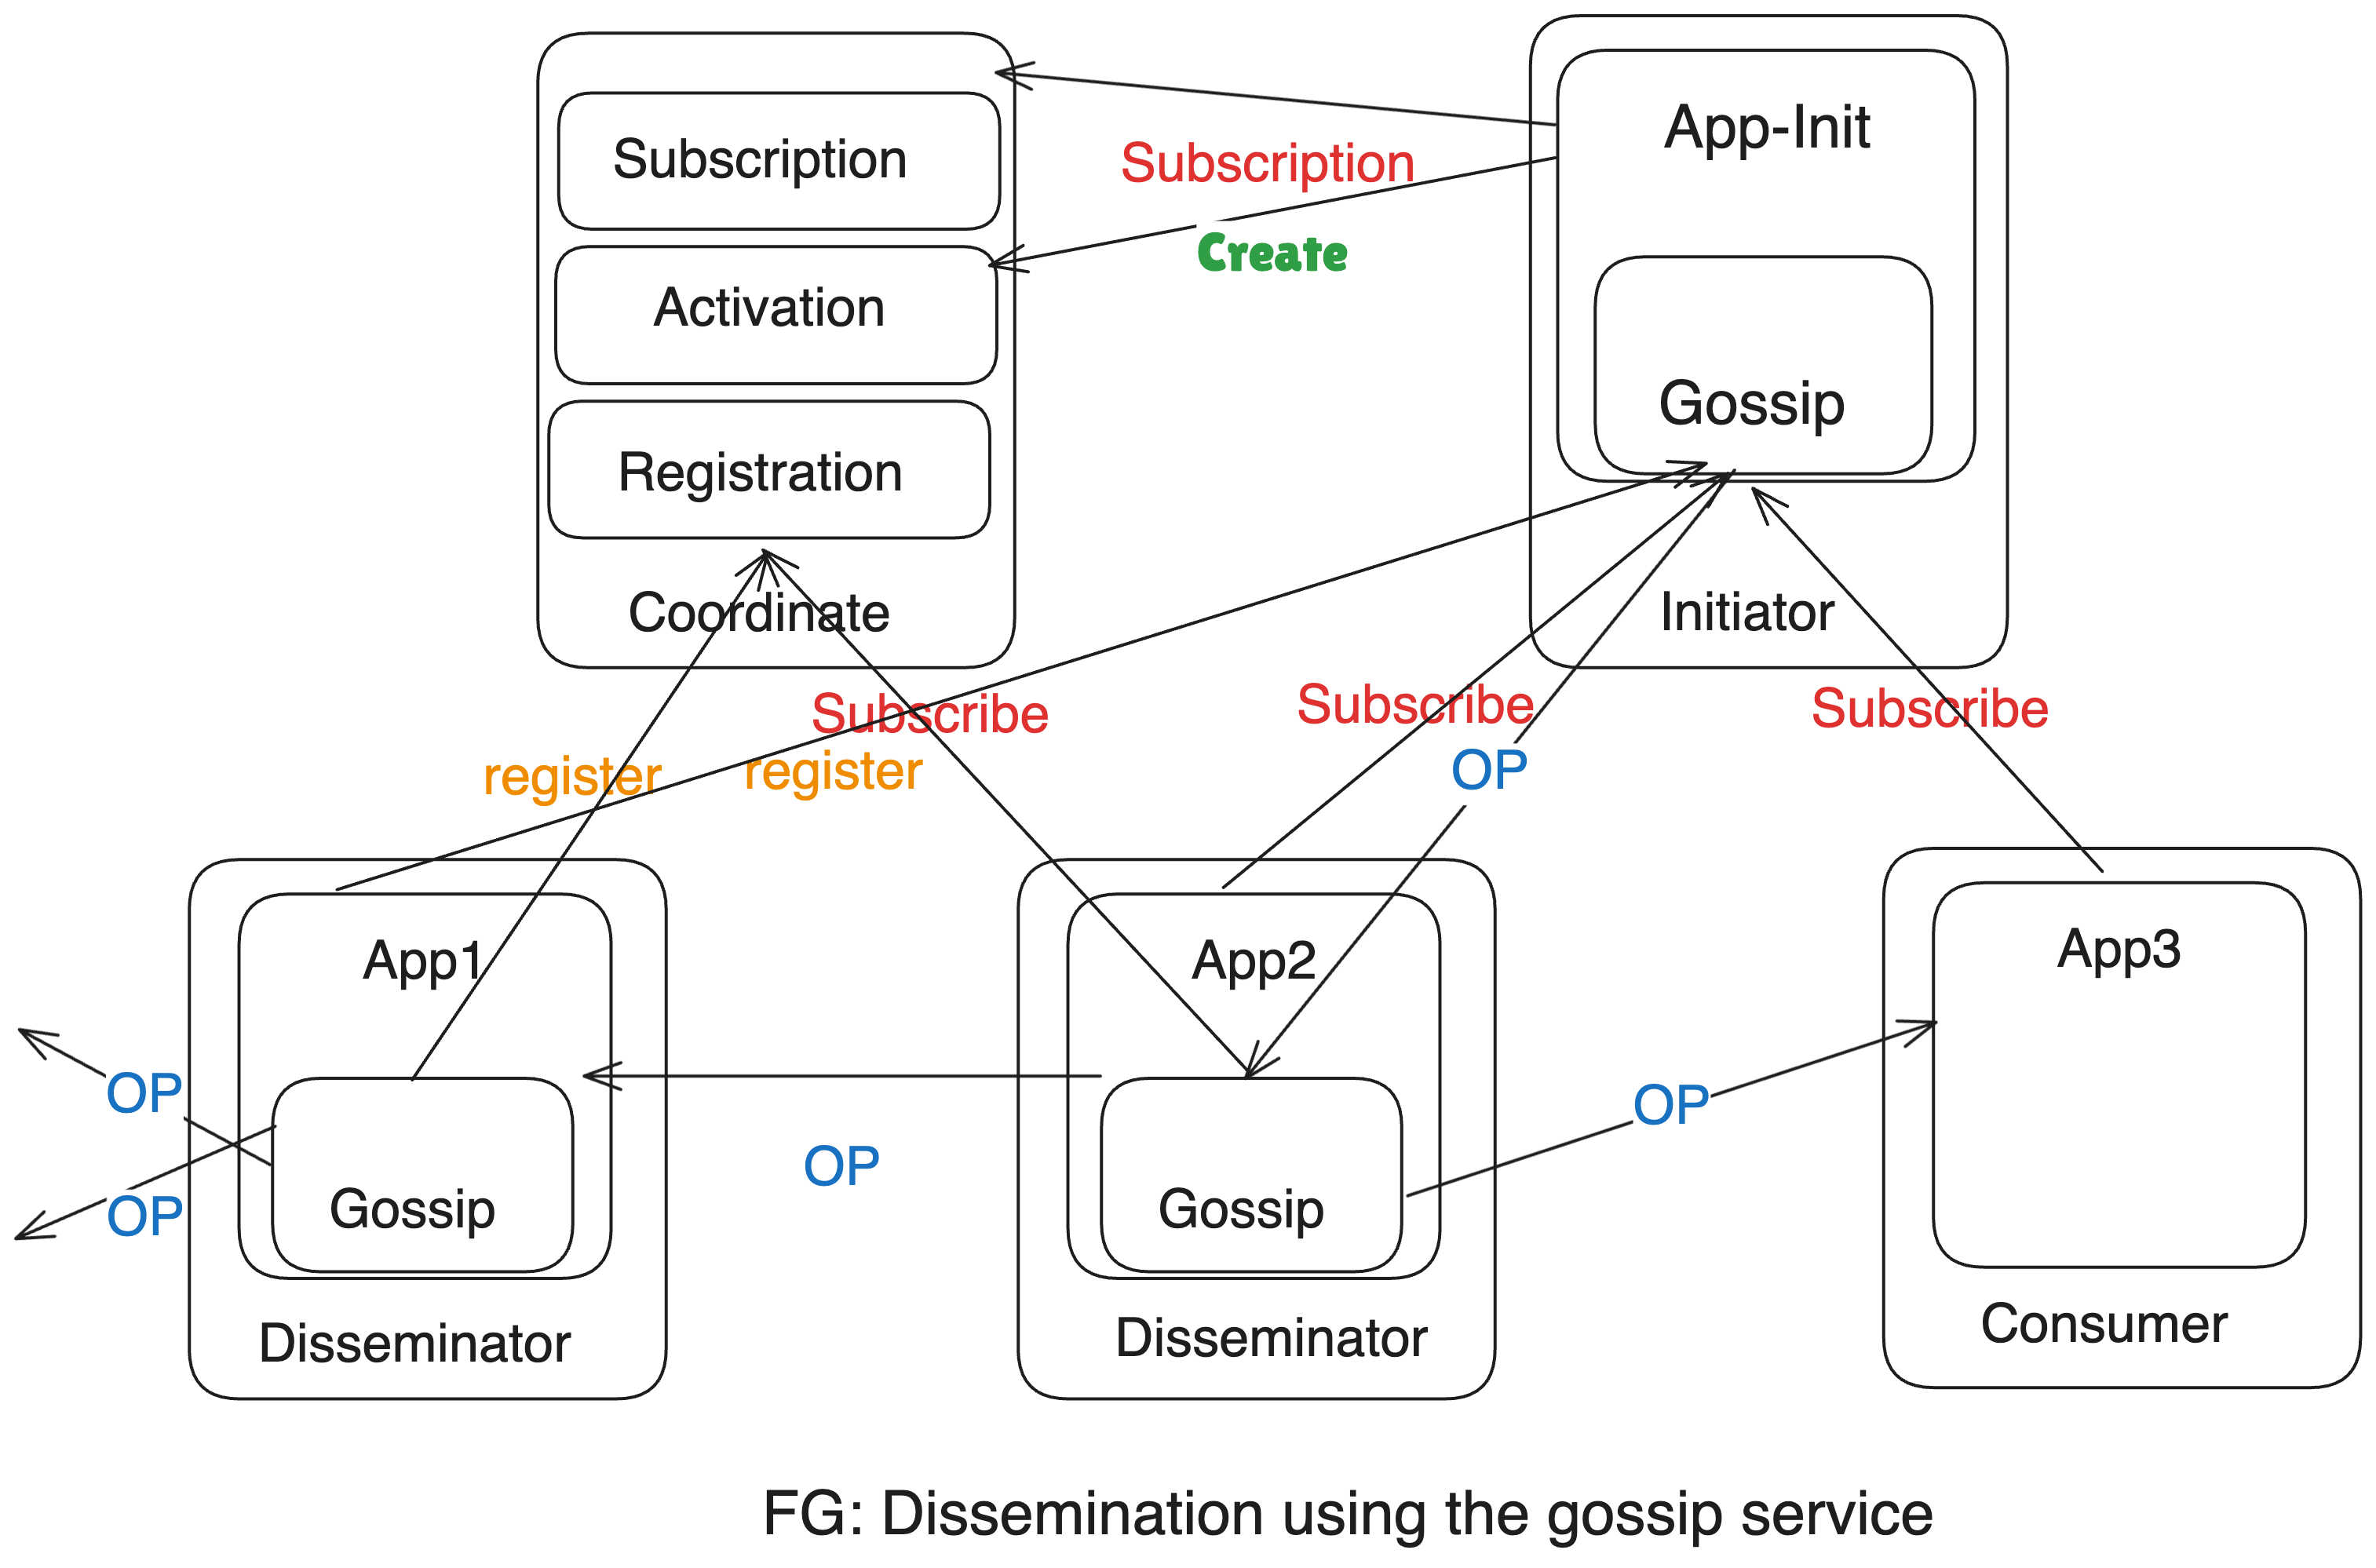 App-Init
Subscription
Subscription
Create
Activation
Gossip
Registration
Coordinate
Initiator
Subscribe
Subscribe
Subscribe
register
register
OP
App1
App2
App3
OP
OP
OP
OP
Gossip
Gossip
Disseminator
Disseminator
Consumer
FG: Dissemination using the gossip service